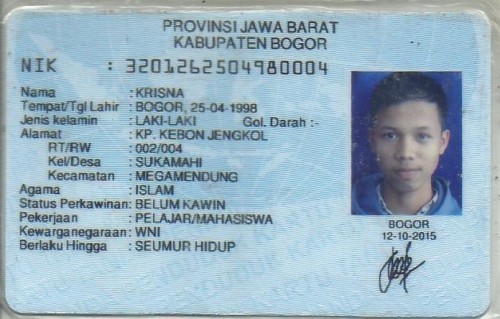 PROVINSI JAWA BARAT
KABUPATEN BOGOR
NIK : 3201262504980004
Nama : KRISNA
Tempat/Tgl Lahir : BOGOR, 25-04-1998
Jenis kelamin : LAKI-LAKI Gol. Darah :-
Alamat : KP. KEBON JENGKOL
RT/RW : 002/004
Kel/Desa : SUKAMAHI
Kecamatan : MEGAMENDUNG
Agama : ISLAM
Status Perkawinan: BELUM KAWIN
Pekerjaan : PELAJAR/MAHASISWA
Kewarganegaraan: WNI
Berlaku Hingga : SEUMUR HIDUP
BOGOR
12-10-2015